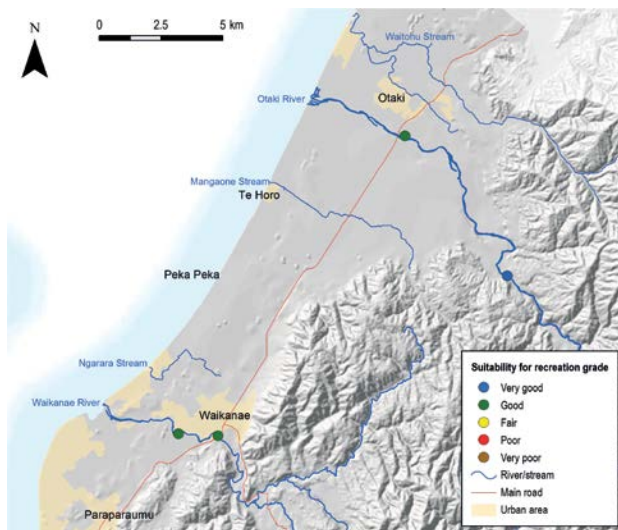 N
0 2.5 5 km
Waitohu Stream
Otaki River
Otaki
Mangaone Stream
Te Horo
Peka Peka
Ngarara Stream
Waikanae River
Waikanae
Paraparaumu
Suitability for recreation grade
Very good
Good
Fair
Poor
Very poor
River/stream
Main road
Urban area